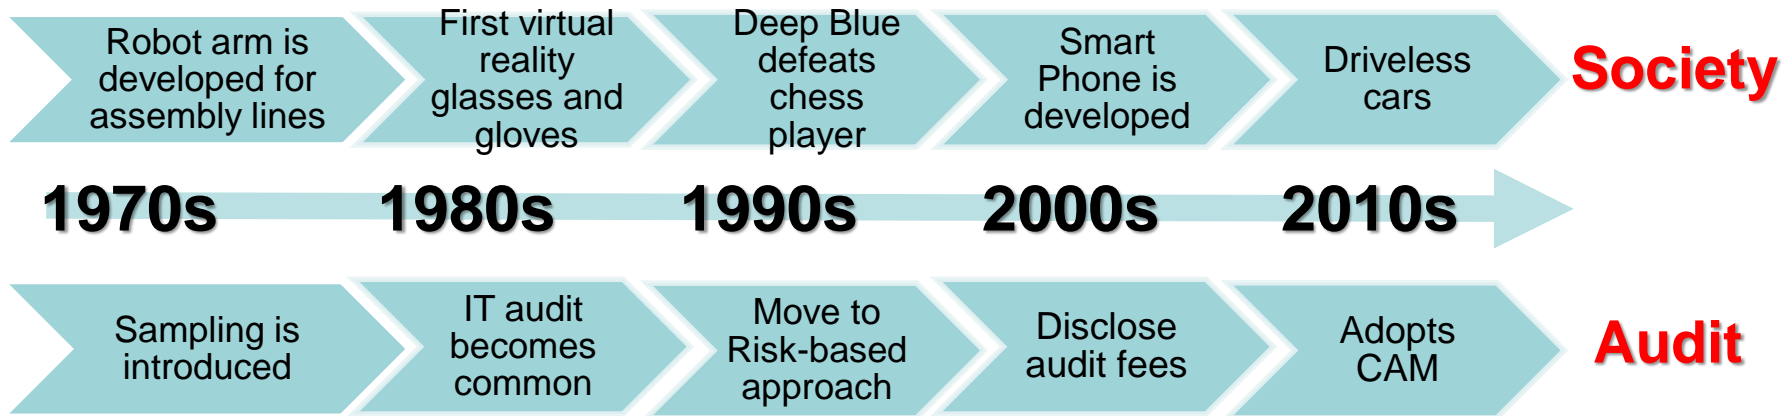 Robot arm is
developed for
assembly lines
First virtual
reality
glasses and
gloves
Deep Blue
defeats
chess
player
Smart
Phone is
developed
Driveless
cars
Society
1970s
1980s
1990s
2000s
2010s
Sampling is
introduced
IT audit
becomes
common
Move to
Risk-based
approach
Disclose
audit fees
Adopts
CAM
Audit